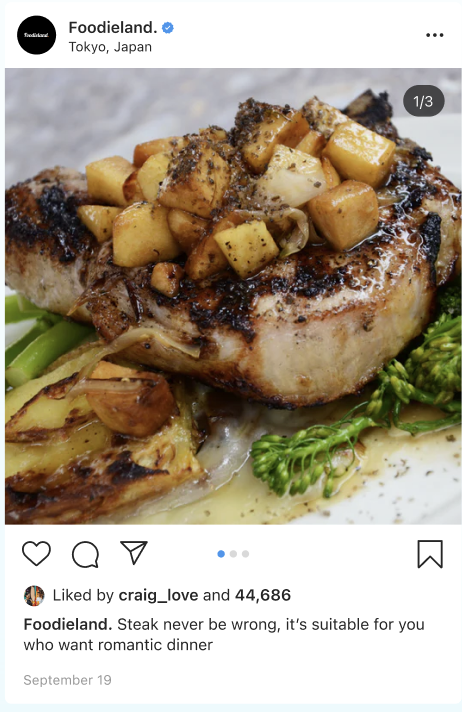 Foodieland.
Foodieland.
Tokyo, Japan
1/3
Liked by craig_love and 44,686
Foodieland. Steak never be wrong, it's suitable for you
who want romantic dinner
September 19